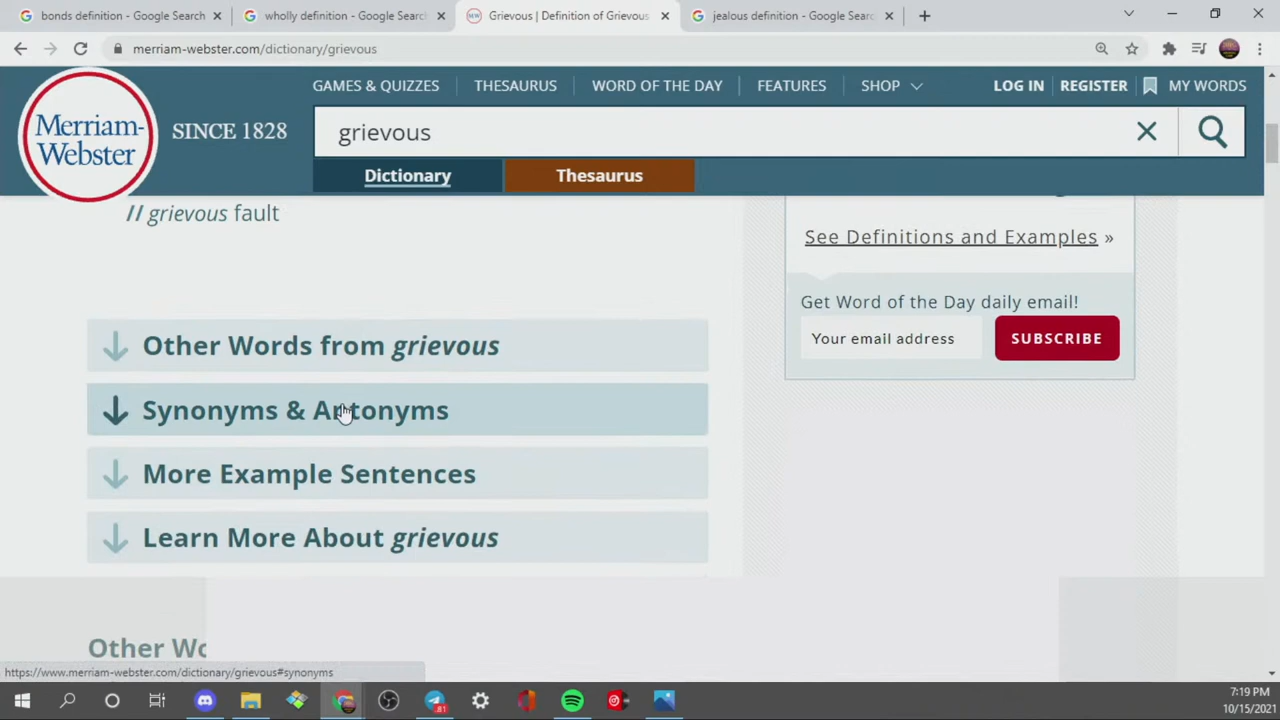 bonds definition - Google Search
wholly definition - Google Search
Grievous | Definition of Grievous
jealous definition - Google Searc
merriam-webster.com/dictionary/grievous
GAMES & QUIZZES THESAURUS WORD OF THE DAY FEATURES SHOP LOG IN REGISTER MY WORDS
Merriam-
Webster
SINCE 1828
grievous
Dictionary Thesaurus
// grievous fault
See Definitions and Examples »
Get Word of the Day daily email!
Your email address SUBSCRIBE
Other Words from grievous
Synonyms & Antonyms
More Example Sentences
Learn More About grievous
Other Wo
https://www.merriam-webster.com/dictionary/grievous#synonyms
81
7:19 PM
10/15/2021